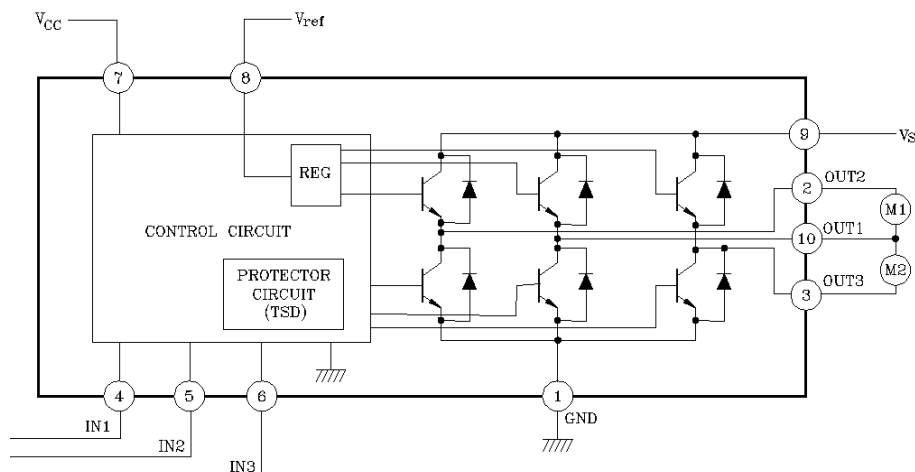 VCC
Vref
7
8
9
VS
REG
2
OUT2
M1
CONTROL CIRCUIT
10
OUT1
M2
PROTECTOR
CIRCUIT
(TSD)
3
OUT3
4
5
6
1
GND
IN1
IN2
IN3